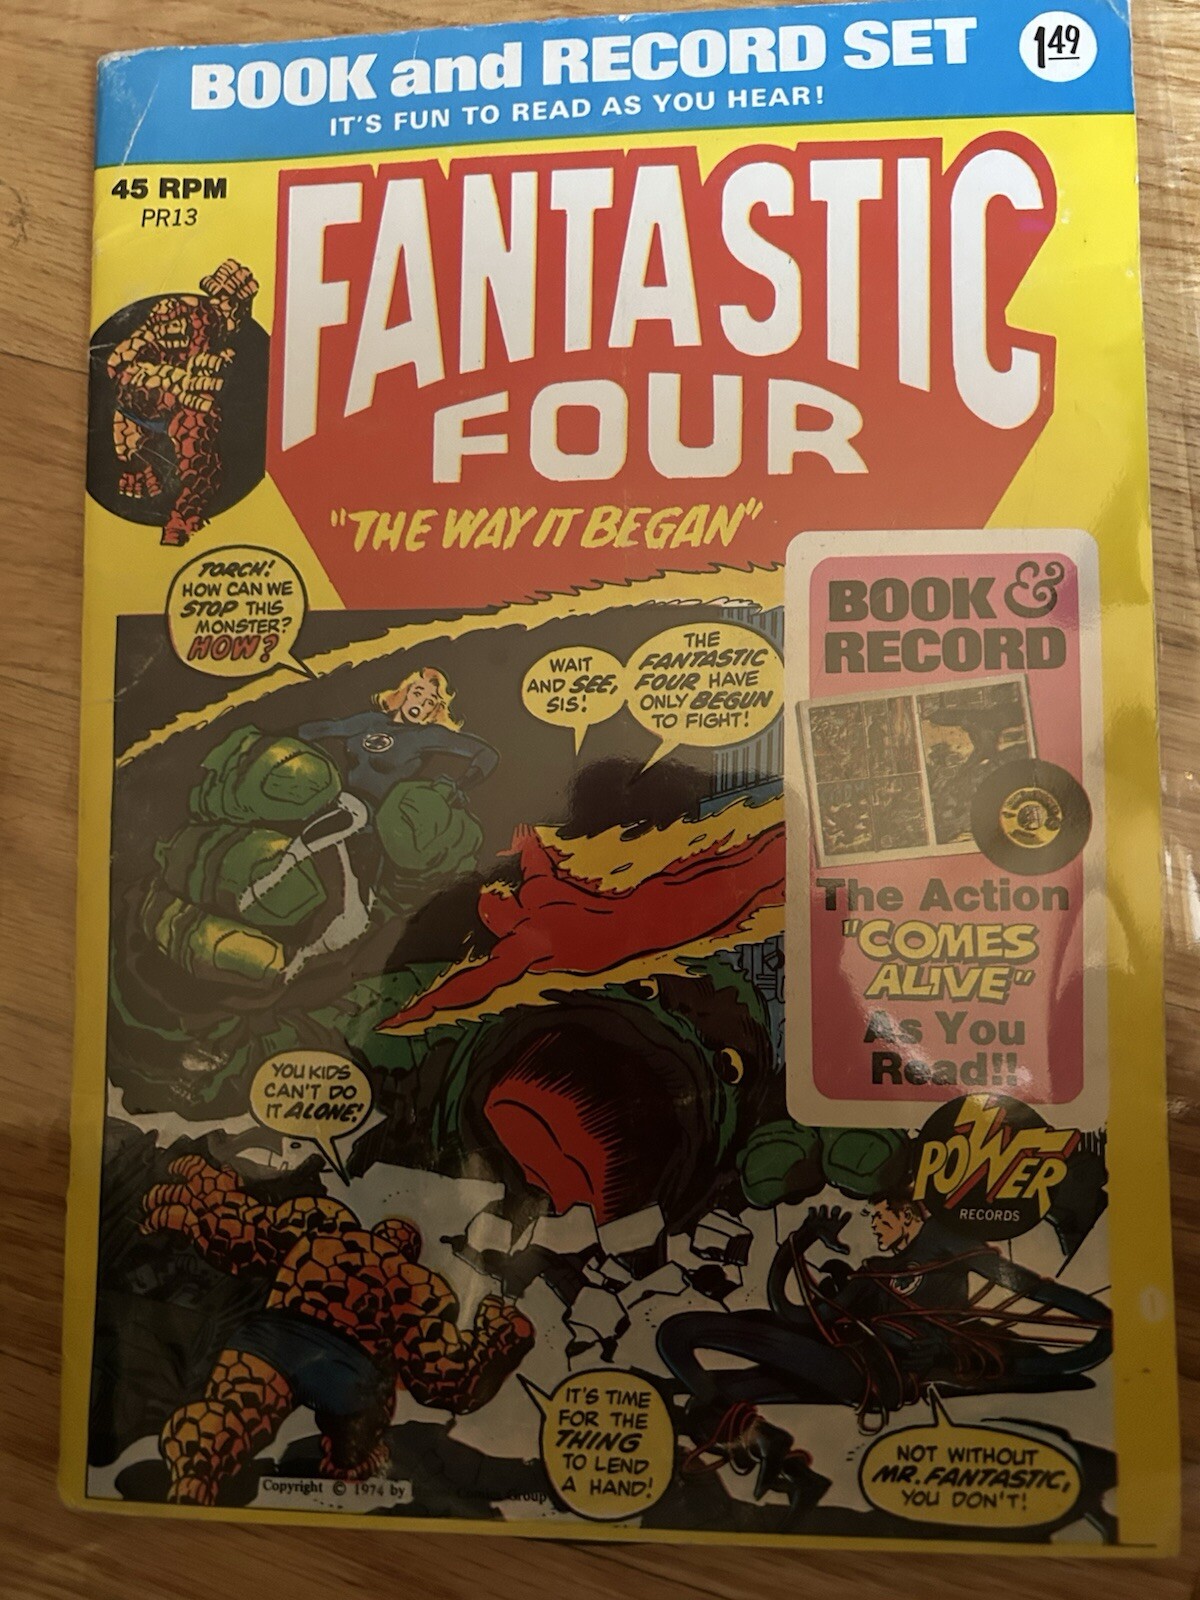 BOOK and RECORD SET
1.49
IT'S FUN TO READ AS YOU HEAR!
45 RPM
PR13
FANTASTIC
FOUR
"THE WAY IT BEGAN"
TORCH!
HOW CAN WE
STOP THIS
MONSTER?
HOW?
WAIT
AND SEE,
SIS!
THE
FANTASTIC
FOUR HAVE
ONLY BEGUN
TO FIGHT!
BOOK &
RECORD
The Action
"COMES
ALIVE"
As You
Read!!
POWER
RECORDS
YOU KIDS
CAN'T DO
IT ALONE!
IT'S TIME
FOR THE
THING
TO LEND
A HAND!
NOT WITHOUT
MR. FANTASTIC,
YOU DON'T!
Copyright © 1974 by Group